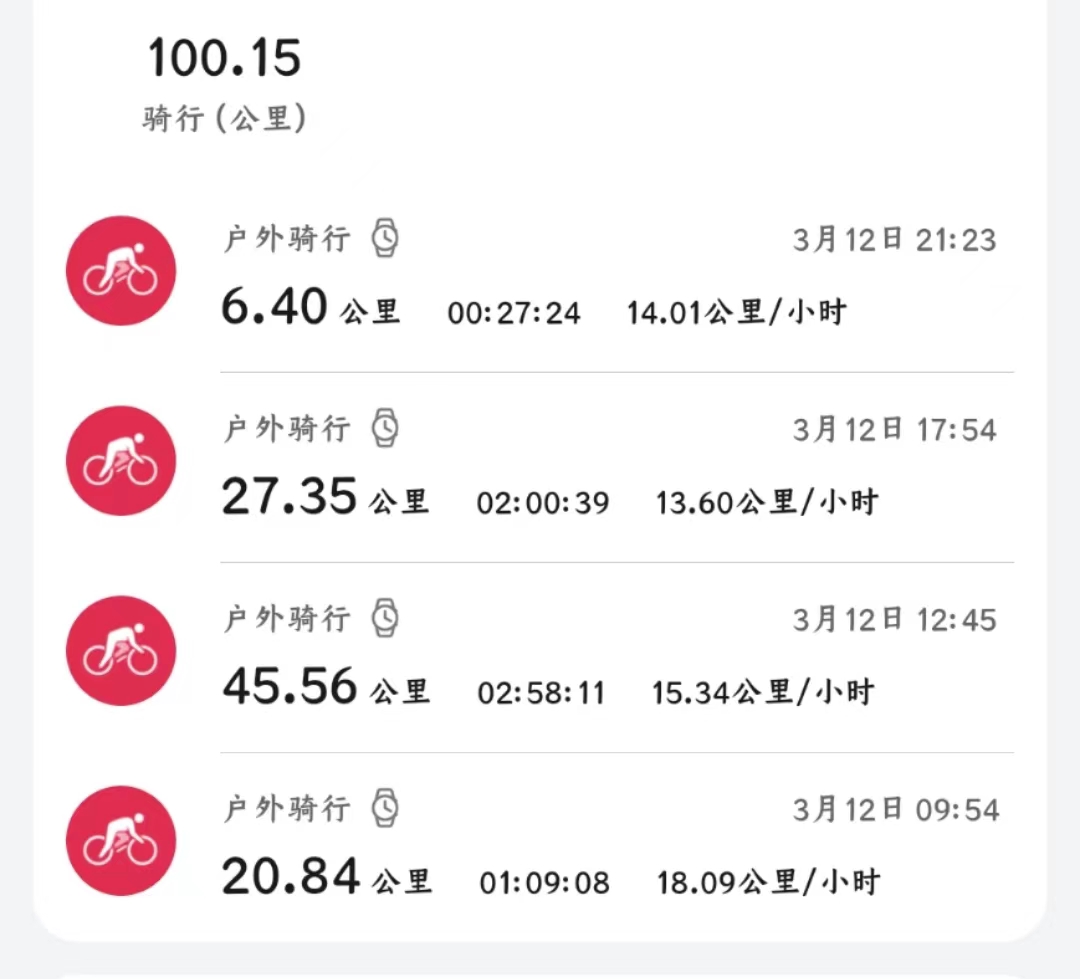 100.15
骑行 (公里)
户外骑行 3月12日 21:23
6.40 公里 00:27:24 14.01公里/小时
户外骑行 3月12日 17:54
27.35 公里 02:00:39 13.60公里/小时
户外骑行 3月12日 12:45
45.56 公里 02:58:11 15.34公里/小时
户外骑行 3月12日 09:54
20.84 公里 01:09:08 18.09公里/小时